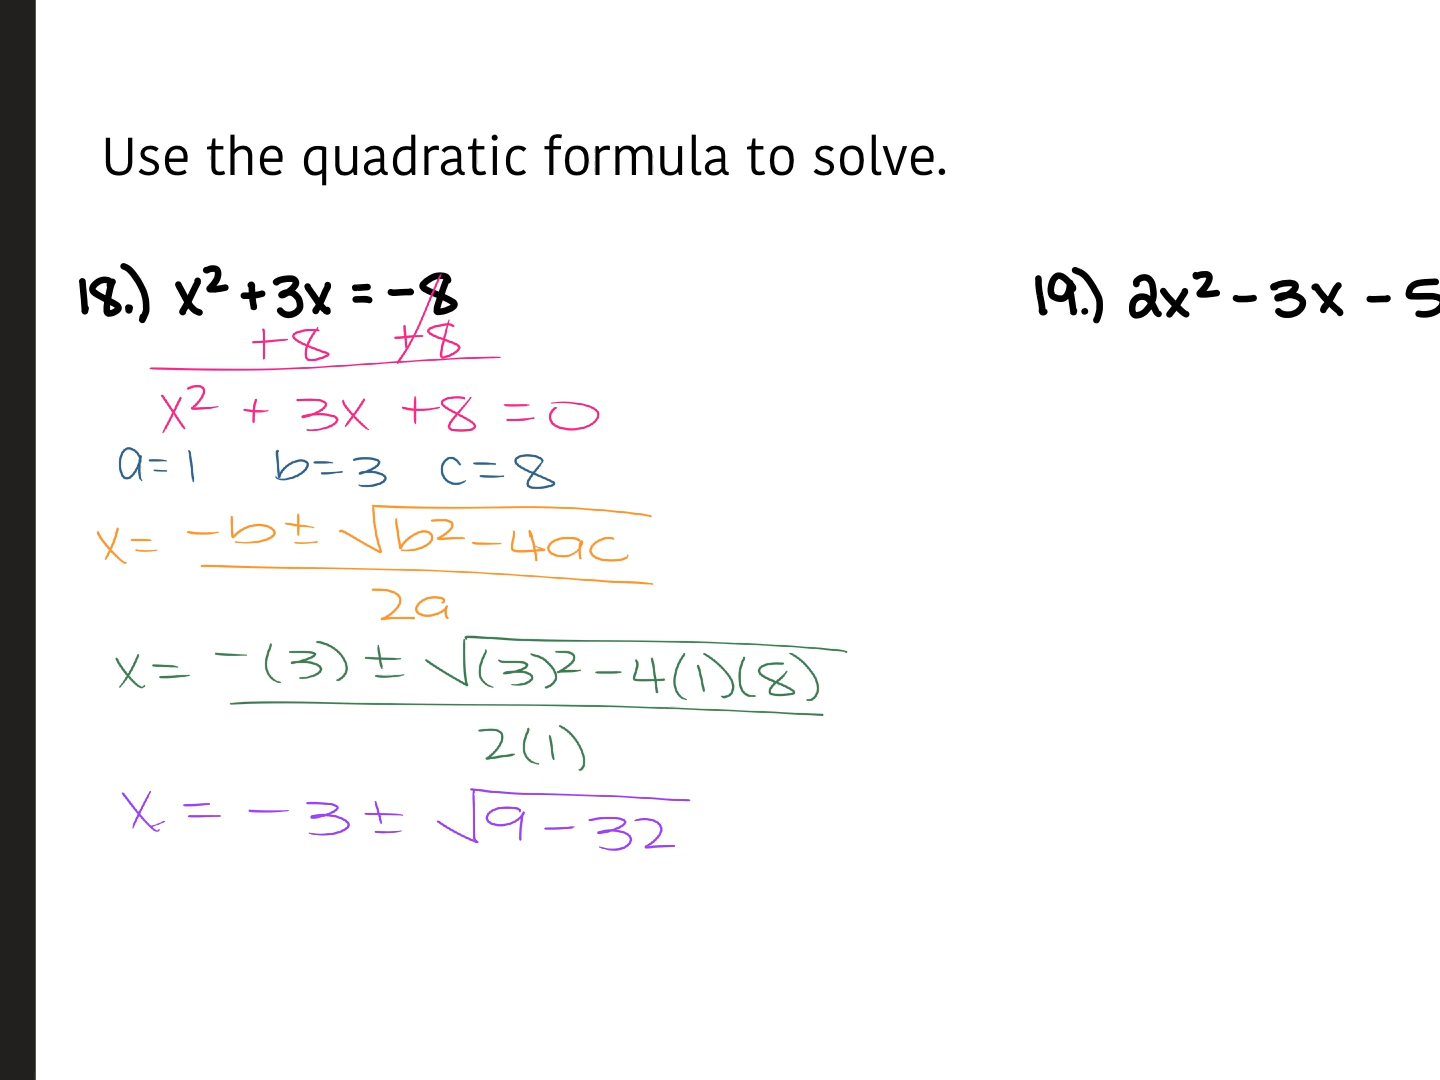 Use the quadratic formula to solve.
18.) x² + 3x = -8
+8 +8
x² + 3x + 8 = 0
a = 1 b = 3 c = 8
x = -b ± √b² - 4ac
2a
x = -(3) ± √(3)² - 4(1)(8)
2(1)
x = -3 ± √9 - 32
19.) 2x² - 3x - 5